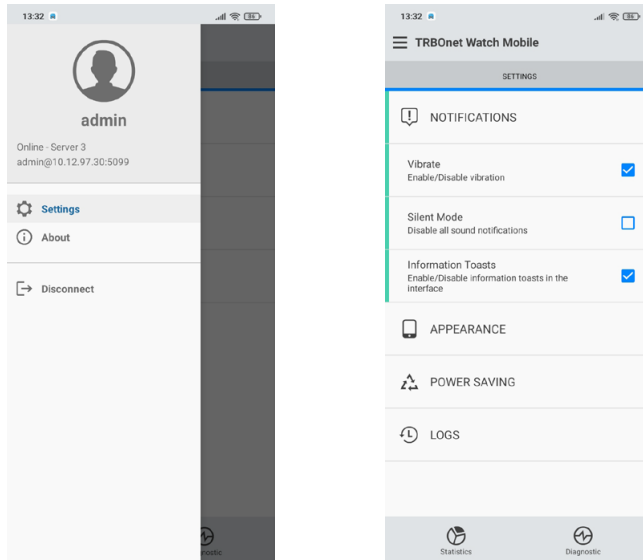 13:32
86
admin
Online - Server 3
admin@10.12.97.30:5099
Settings
About
Disconnect
13:32
86
TRBOnet Watch Mobile
SETTINGS
NOTIFICATIONS
Vibrate
Enable/Disable vibration
Silent Mode
Disable all sound notifications
Information Toasts
Enable/Disable information toasts in the
interface
APPEARANCE
POWER SAVING
LOGS
Statistics
Diagnostic